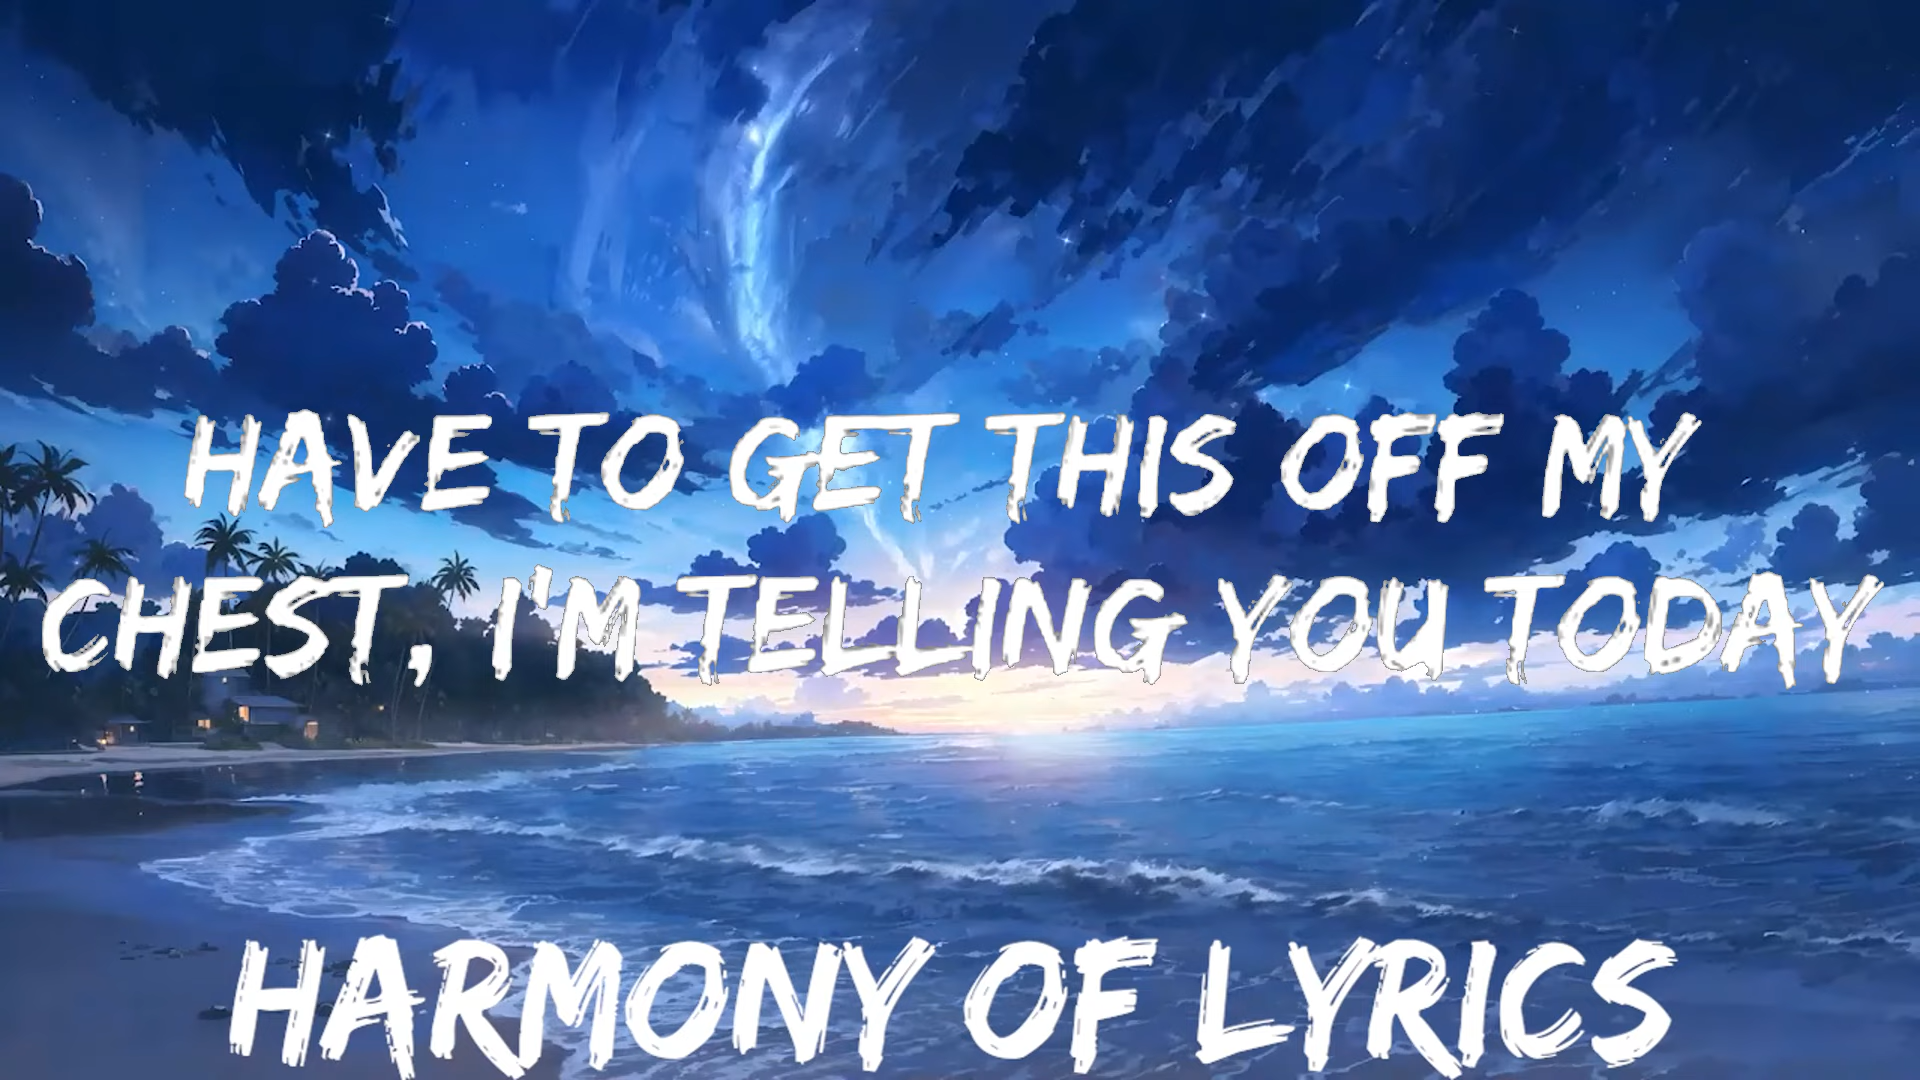 HAVE TO GET THIS OFF MY
CHEST, I'M TELLING YOU TODAY
HARMONY OF LYRICS